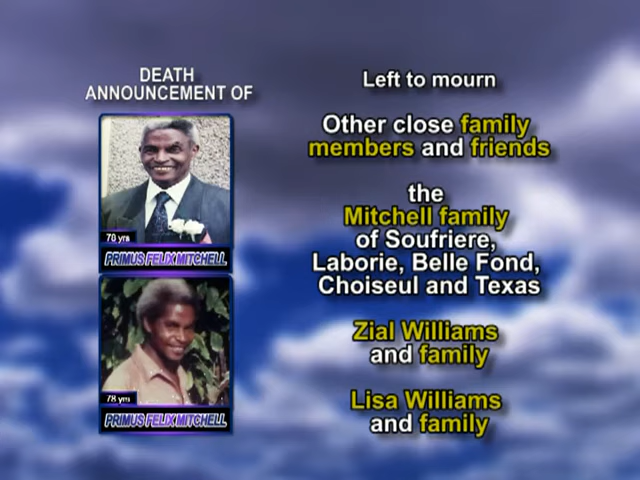 DEATH
ANNOUNCEMENT OF
78 yrs
PRIMUS FELIX MITCHELL
78 yrs
PRIMUS FELIX MITCHELL
Left to mourn
Other close family
members and friends
the
Mitchell family
of Soufriere,
Laborie, Belle Fond,
Choiseul and Texas
Zial Williams
and family
Lisa Williams
and family